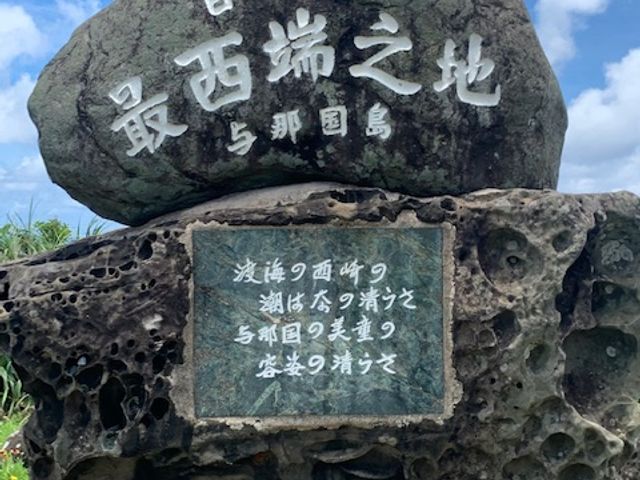 最西端之地
与那国島
渡海の西崎の
潮はなの清らさ
与那国の美童の
容姿の清らさ